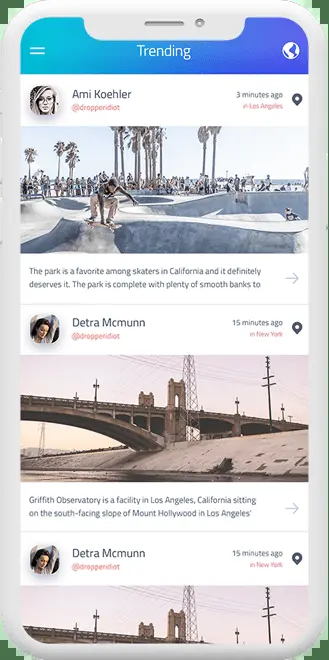 Trending
Ami Koehler
3 minutes ago
@dropperidiot
in Los Angeles
The park is a favorite among skaters in California and it definitely
deserves it. The park is complete with plenty of smooth banks to
Detra Mcmunn
15 minutes ago
@dropperidiot
in New York
Griffith Observatory is a facility in Los Angeles, California sitting
on the south-facing slope of Mount Hollywood in Los Angeles'
Detra Mcmunn
15 minutes ago
@dropperidiot
in New York